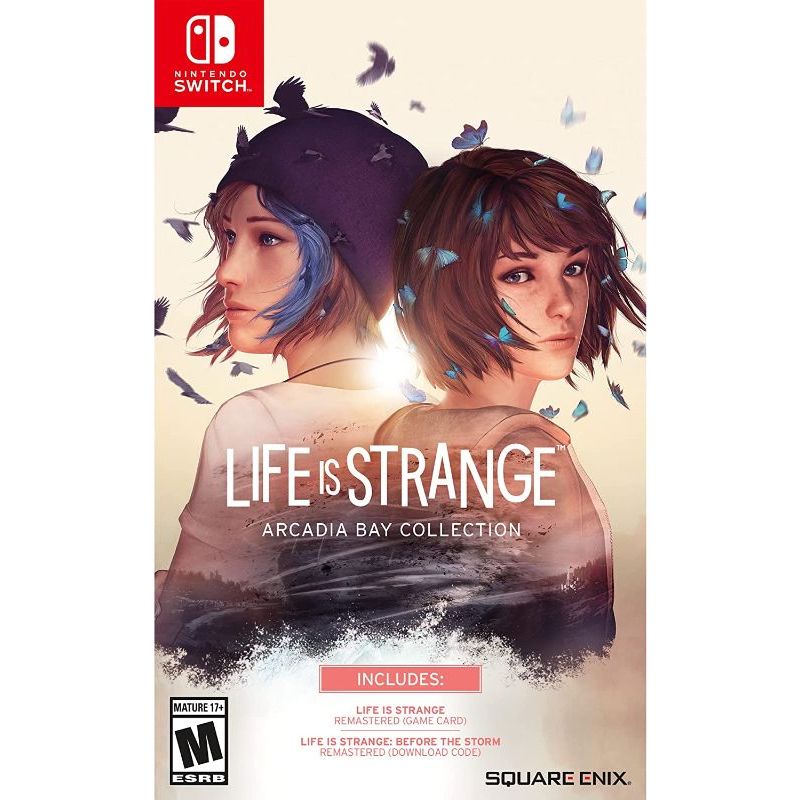 NINTENDO
SWITCH™
LIFE IS STRANGE™
ARCADIA BAY COLLECTION
INCLUDES:
LIFE IS STRANGE
REMASTERED (GAME CARD)
LIFE IS STRANGE: BEFORE THE STORM
REMASTERED (DOWNLOAD CODE)
MATURE 17+
M
ESRB
SQUARE ENIX.